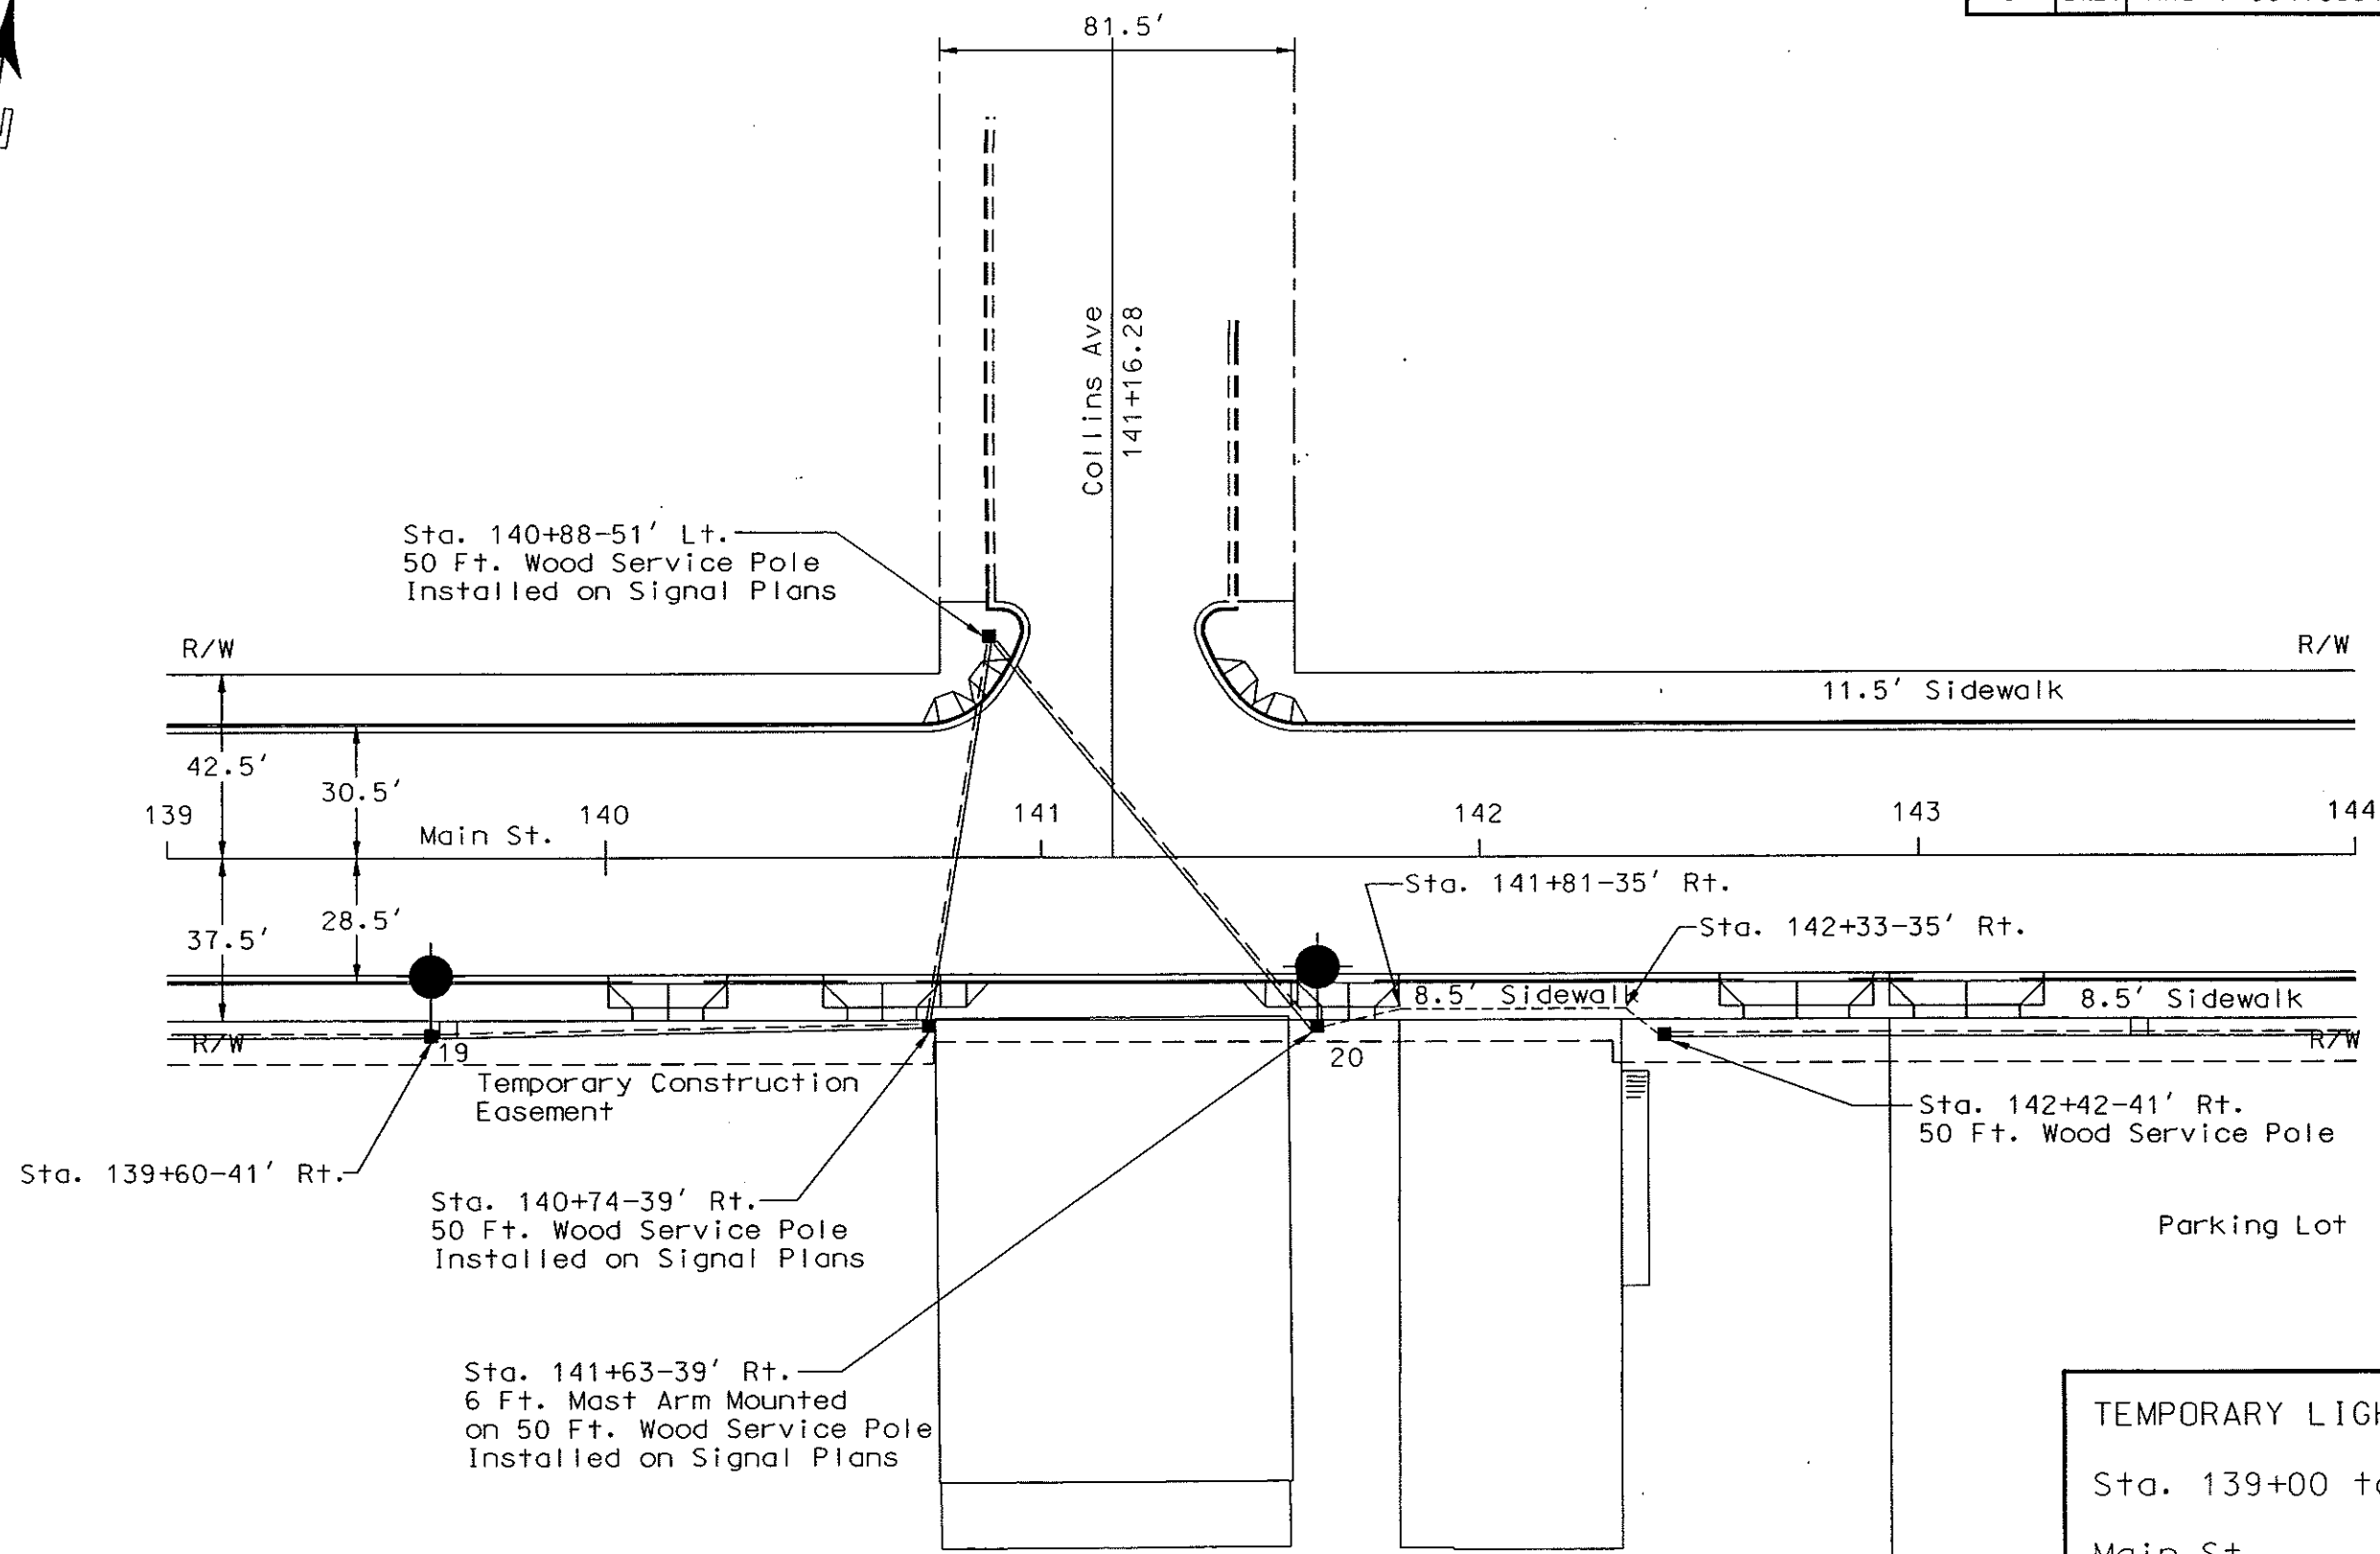 81.5'
Collins Ave
141+16.28
Sta. 140+88-51' Lt.
50 Ft. Wood Service Pole
Installed on Signal Plans
R/W
R/W
11.5' Sidewalk
42.5'
30.5'
139
140
141
142
143
144
Main St.
Sta. 141+81-35' Rt.
28.5'
37.5'
Sta. 142+33-35' Rt.
8.5' Sidewalk
8.5' Sidewalk
R/W
19
20
R/W
Temporary Construction
Easement
Sta. 142+42-41' Rt.
50 Ft. Wood Service Pole
Sta. 139+60-41' Rt.
Sta. 140+74-39' Rt.
50 Ft. Wood Service Pole
Installed on Signal Plans
Parking Lot
Sta. 141+63-39' Rt.
6 Ft. Mast Arm Mounted
on 50 Ft. Wood Service Pole
Installed on Signal Plans
TEMPORARY
Sta. 139+00 to
Main St.